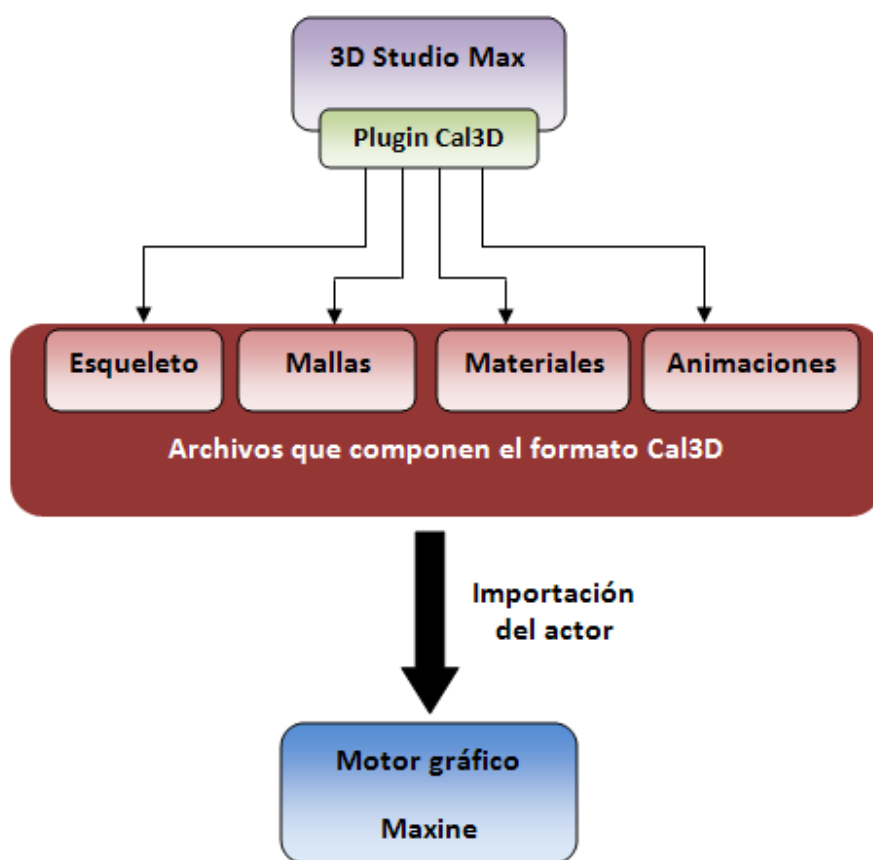 3D Studio Max
Plugin Cal3D
Esqueleto
Mallas
Materiales
Animaciones
Archivos que componen el formato Cal3D
Importación
del actor
Motor gráfico
Maxine